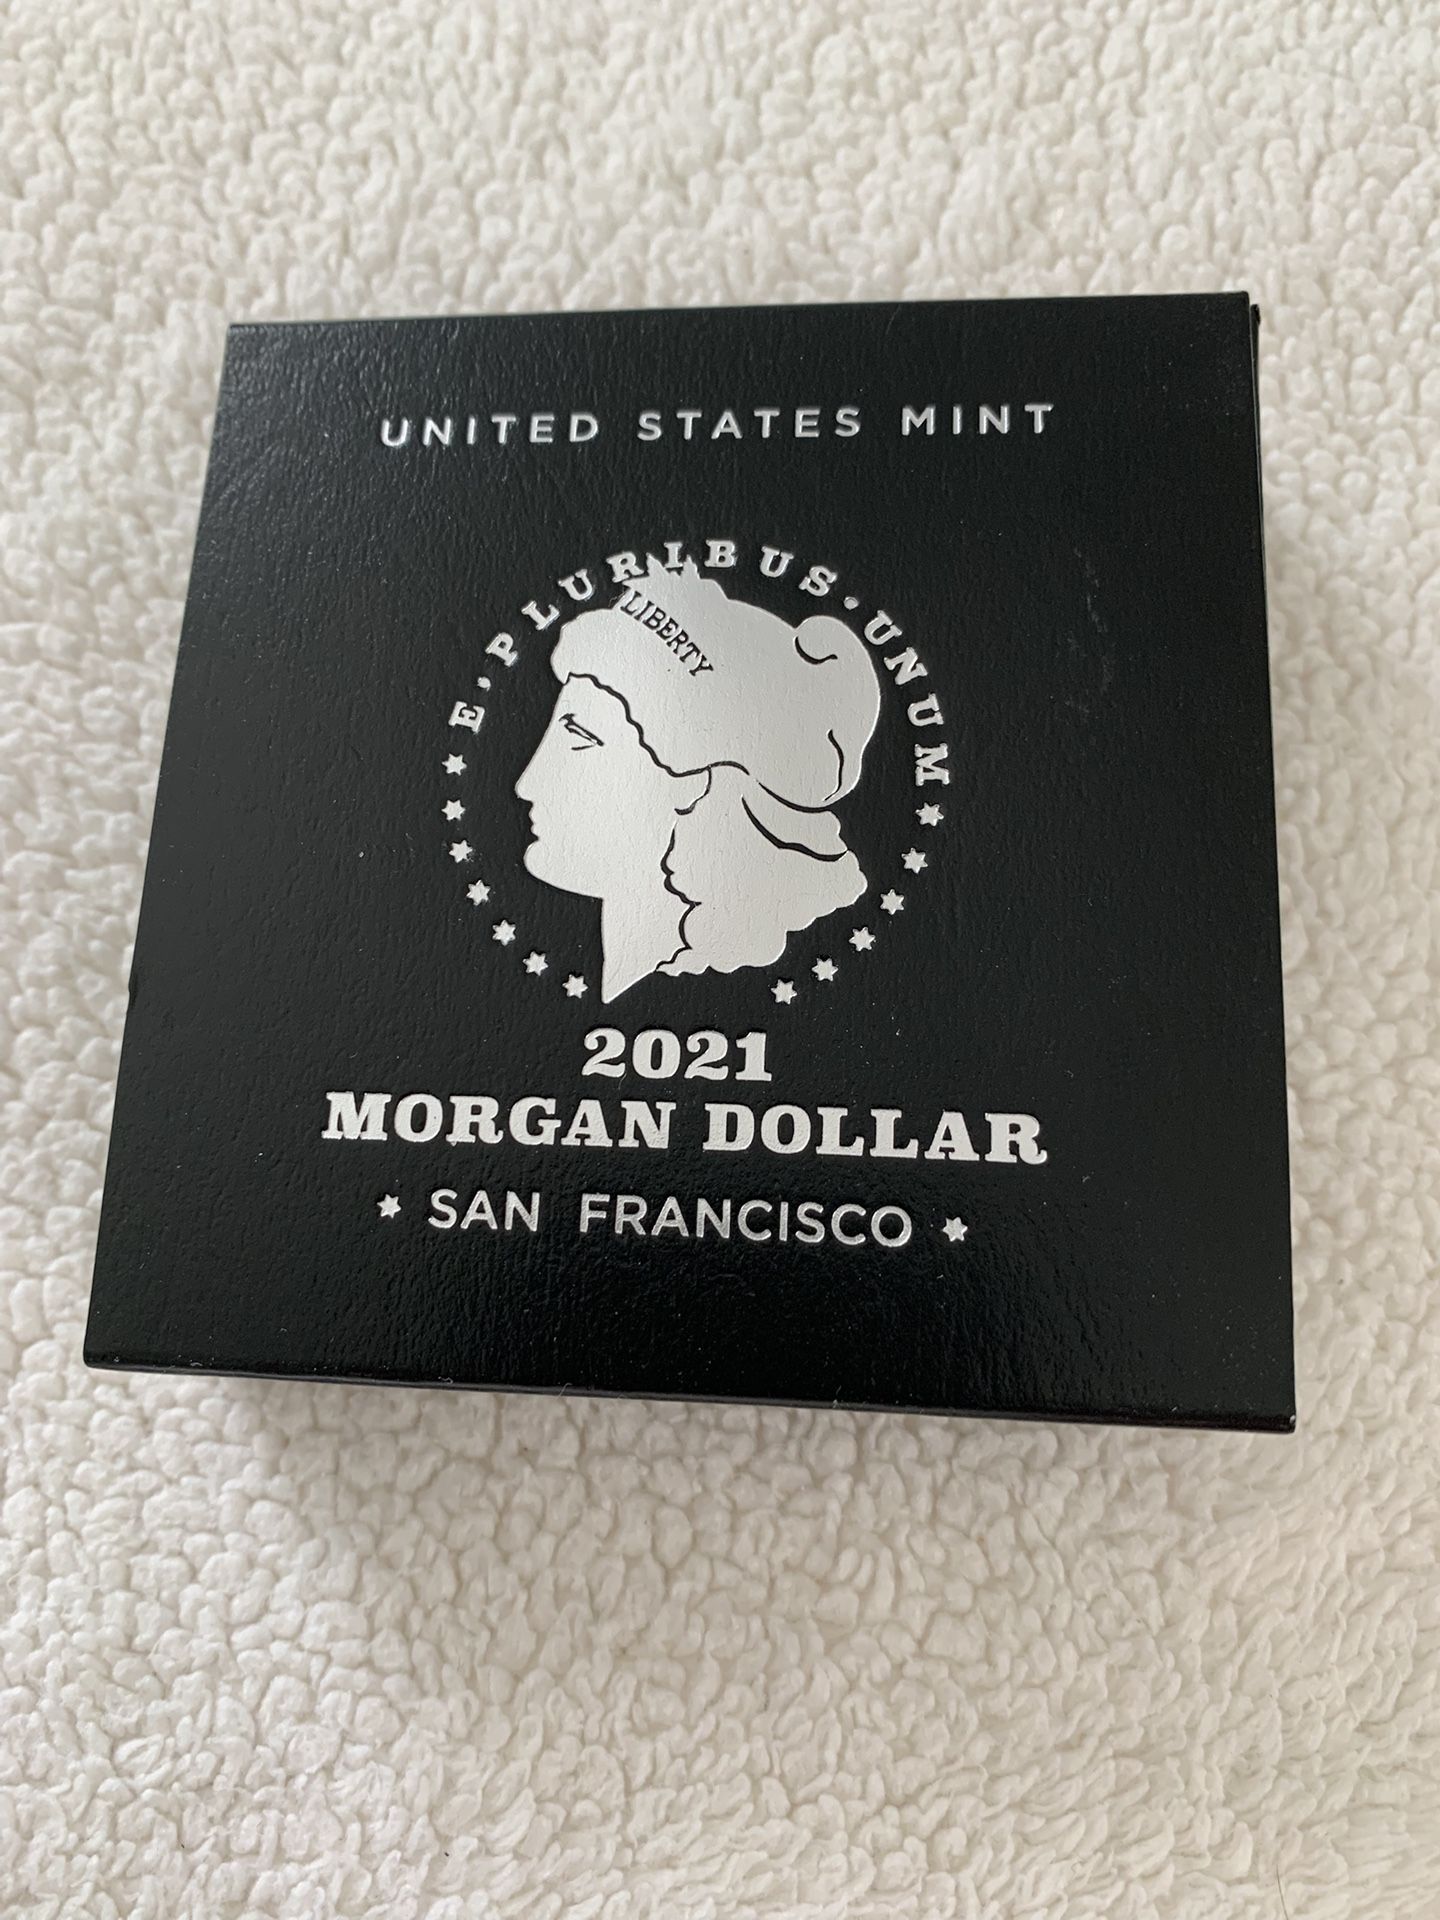 UNITED STATES MINT
E·PLURIBUS·UNUM
LIBERTY
2021
MORGAN DOLLAR
★ SAN FRANCISCO ★